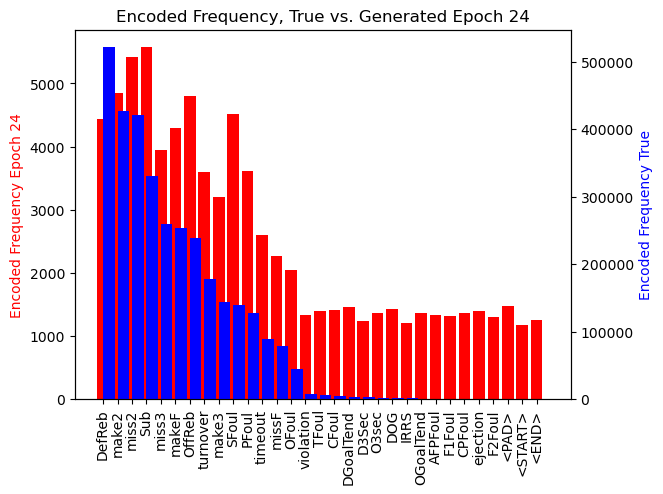 Encoded Frequency, True vs. Generated Epoch 24
Encoded Frequency Epoch 24
5000
4000
3000
2000
1000
0
500000
400000
300000
200000
100000
0
Encoded Frequency True
DefReb
make2
miss2
Sub
miss3
makeF
OffReb
turnover
make3
SFoul
PFoul
timeout
missF
OFoul
violation
TFoul
CFoul
DGoalTend
D3Sec
O3sec
DOG
IRRS
OGoalTend
AFPFoul
F1Foul
CPFoul
ejection
F2Foul
<PAD>
<START>
<END>